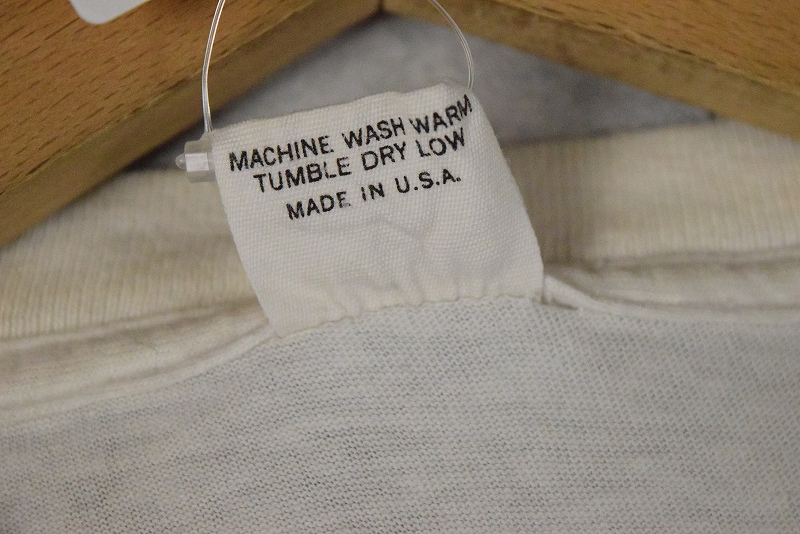 MACHINE WASH WARM
TUMBLE DRY LOW
MADE IN U.S.A.